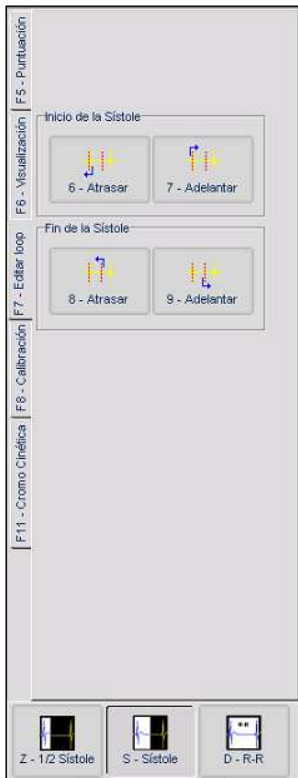 F5 - Puntuación
F6 - Visualización
F7 - Editar loop
F8 - Calibración
F11 - Cromo Cinética
Inicio de la Sístole
6 - Atrasar
7 - Adelantar
Fin de la Sístole
8 - Atrasar
9 - Adelantar
Z - 1/2 Sístole
S - Sístole
D - R-R